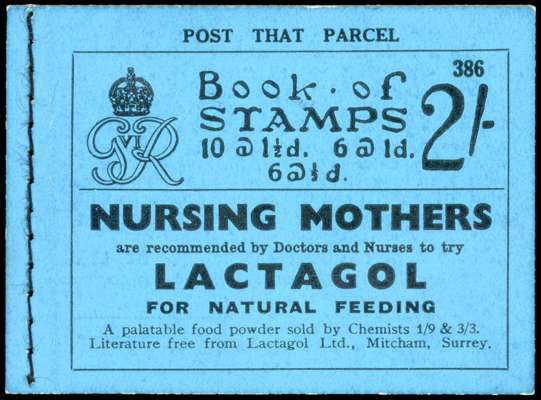 POST THAT PARCEL
386
Book · of
STAMPS
2/-
10 @ 1½d. 6 @ 1d.
6 @ ½d.
GVIR
NURSING MOTHERS
are recommended by Doctors and Nurses to try
LACTAGOL
FOR NATURAL FEEDING
A palatable food powder sold by Chemists 1/9 & 3/3.
Literature free from Lactagol Ltd., Mitcham, Surrey.